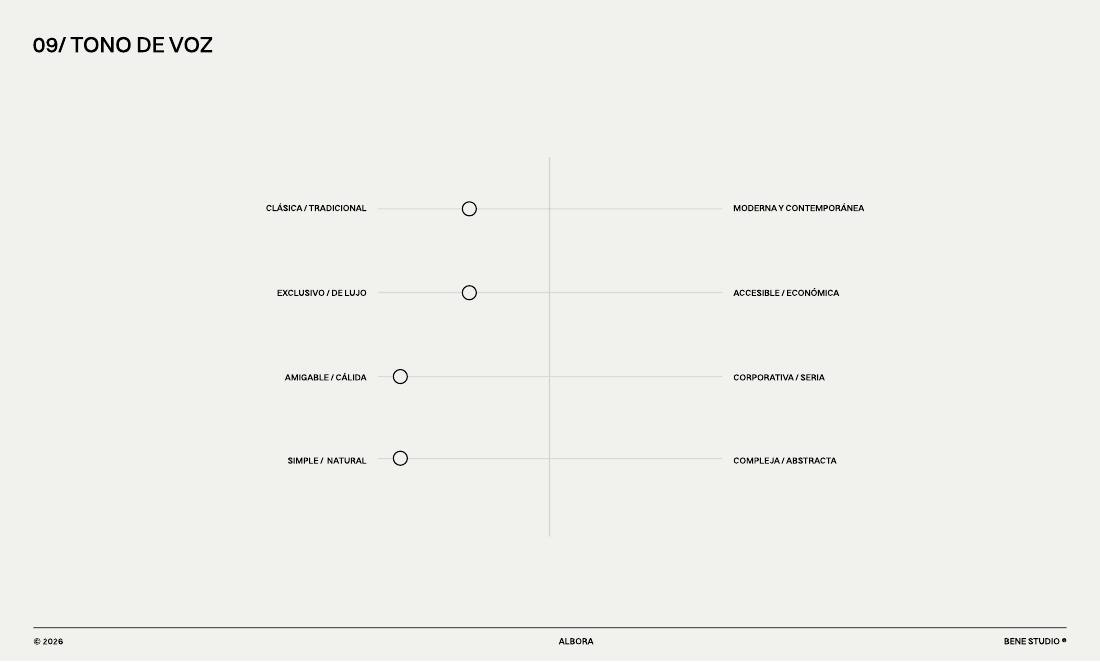 09/ TONO DE VOZ
CLÁSICA / TRADICIONAL
MODERNA Y CONTEMPORÁNEA
EXCLUSIVO / DE LUJO
ACCESIBLE / ECONÓMICA
AMIGABLE / CÁLIDA
CORPORATIVA / SERIA
SIMPLE / NATURAL
COMPLEJA / ABSTRACTA
© 2026
ALBORA
BENE STUDIO ®